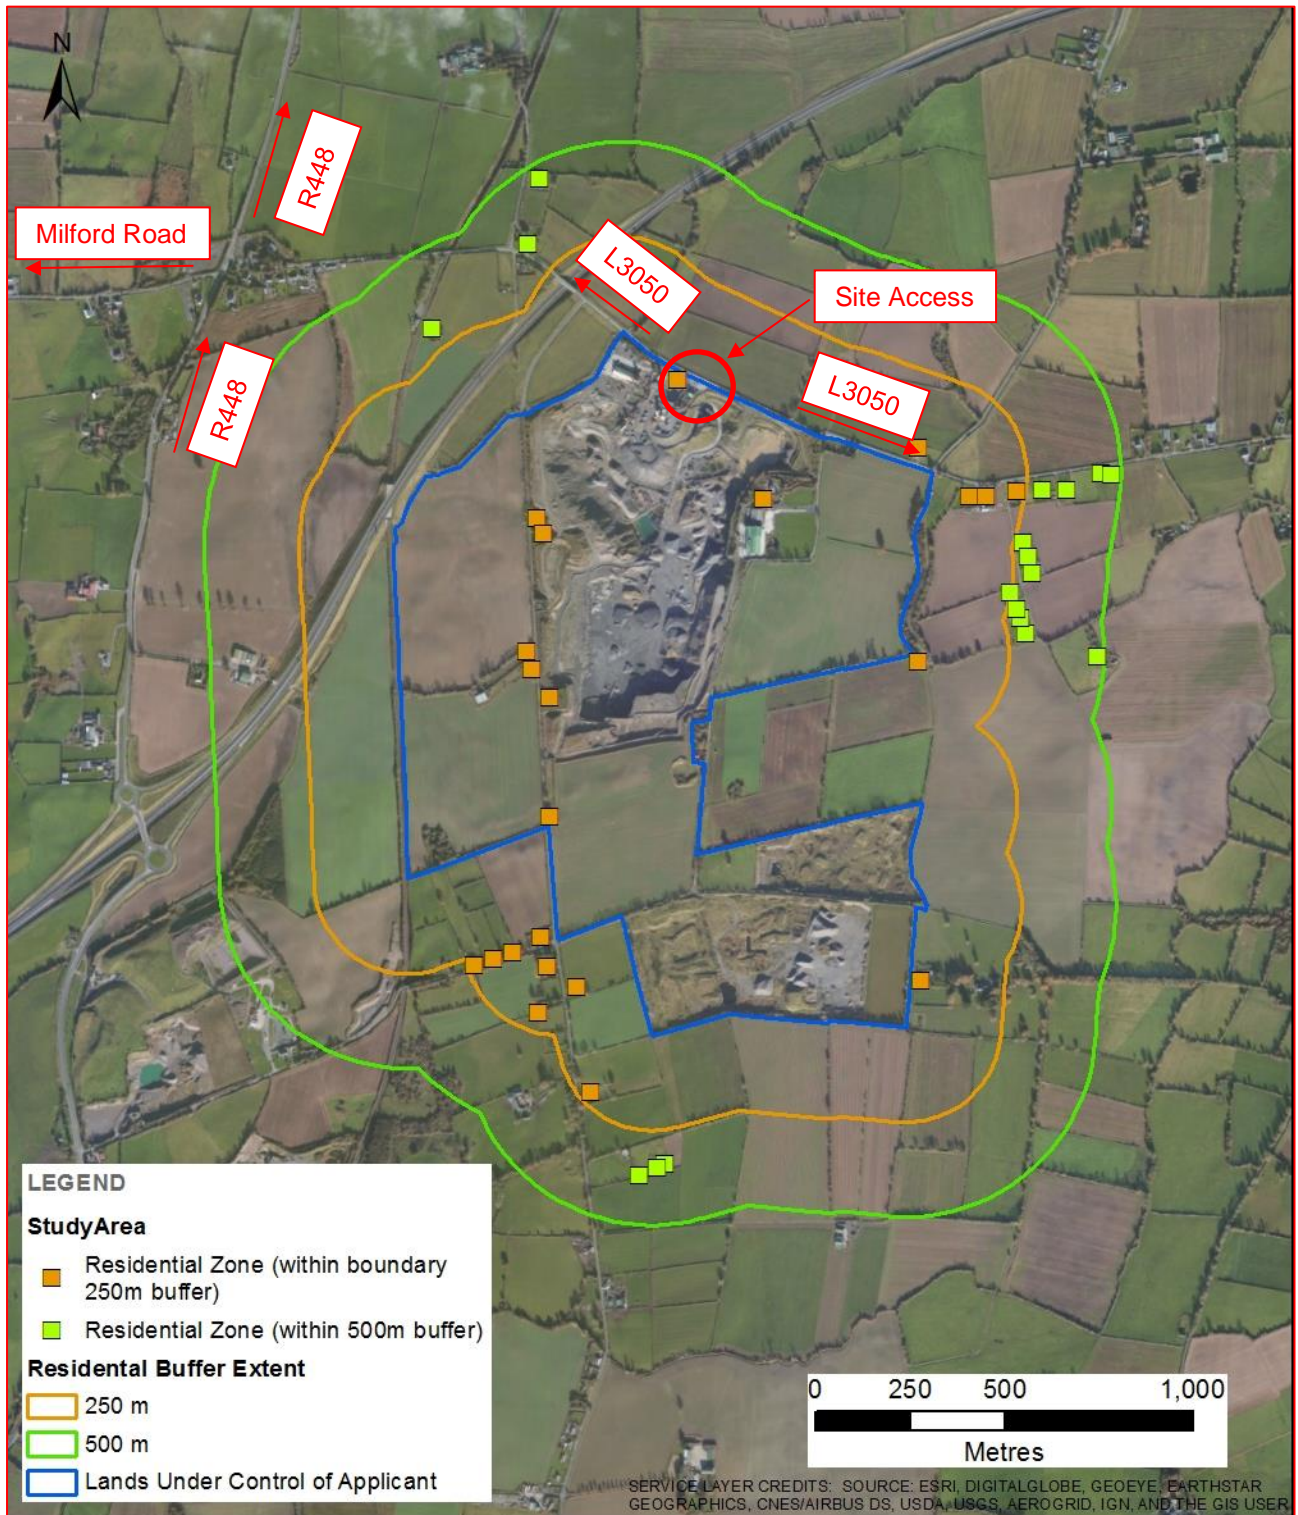 N
R448
Milford Road
L3050
Site Access
R448
L3050
LEGEND
StudyArea
Residential Zone (within boundary
250m buffer)
Residential Zone (within 500m buffer)
Residental Buffer Extent
250 m
500 m
Lands Under Control of Applicant
0 250 500 1,000
Metres
SERVICE LAYER CREDITS: SOURCE: ESRI, DIGITALGLOBE, GEOEYE, EARTHSTAR
GEOGRAPHICS, CNES/AIRBUS DS, USDA, USGS, AEROGRID, IGN, AND THE GIS USER